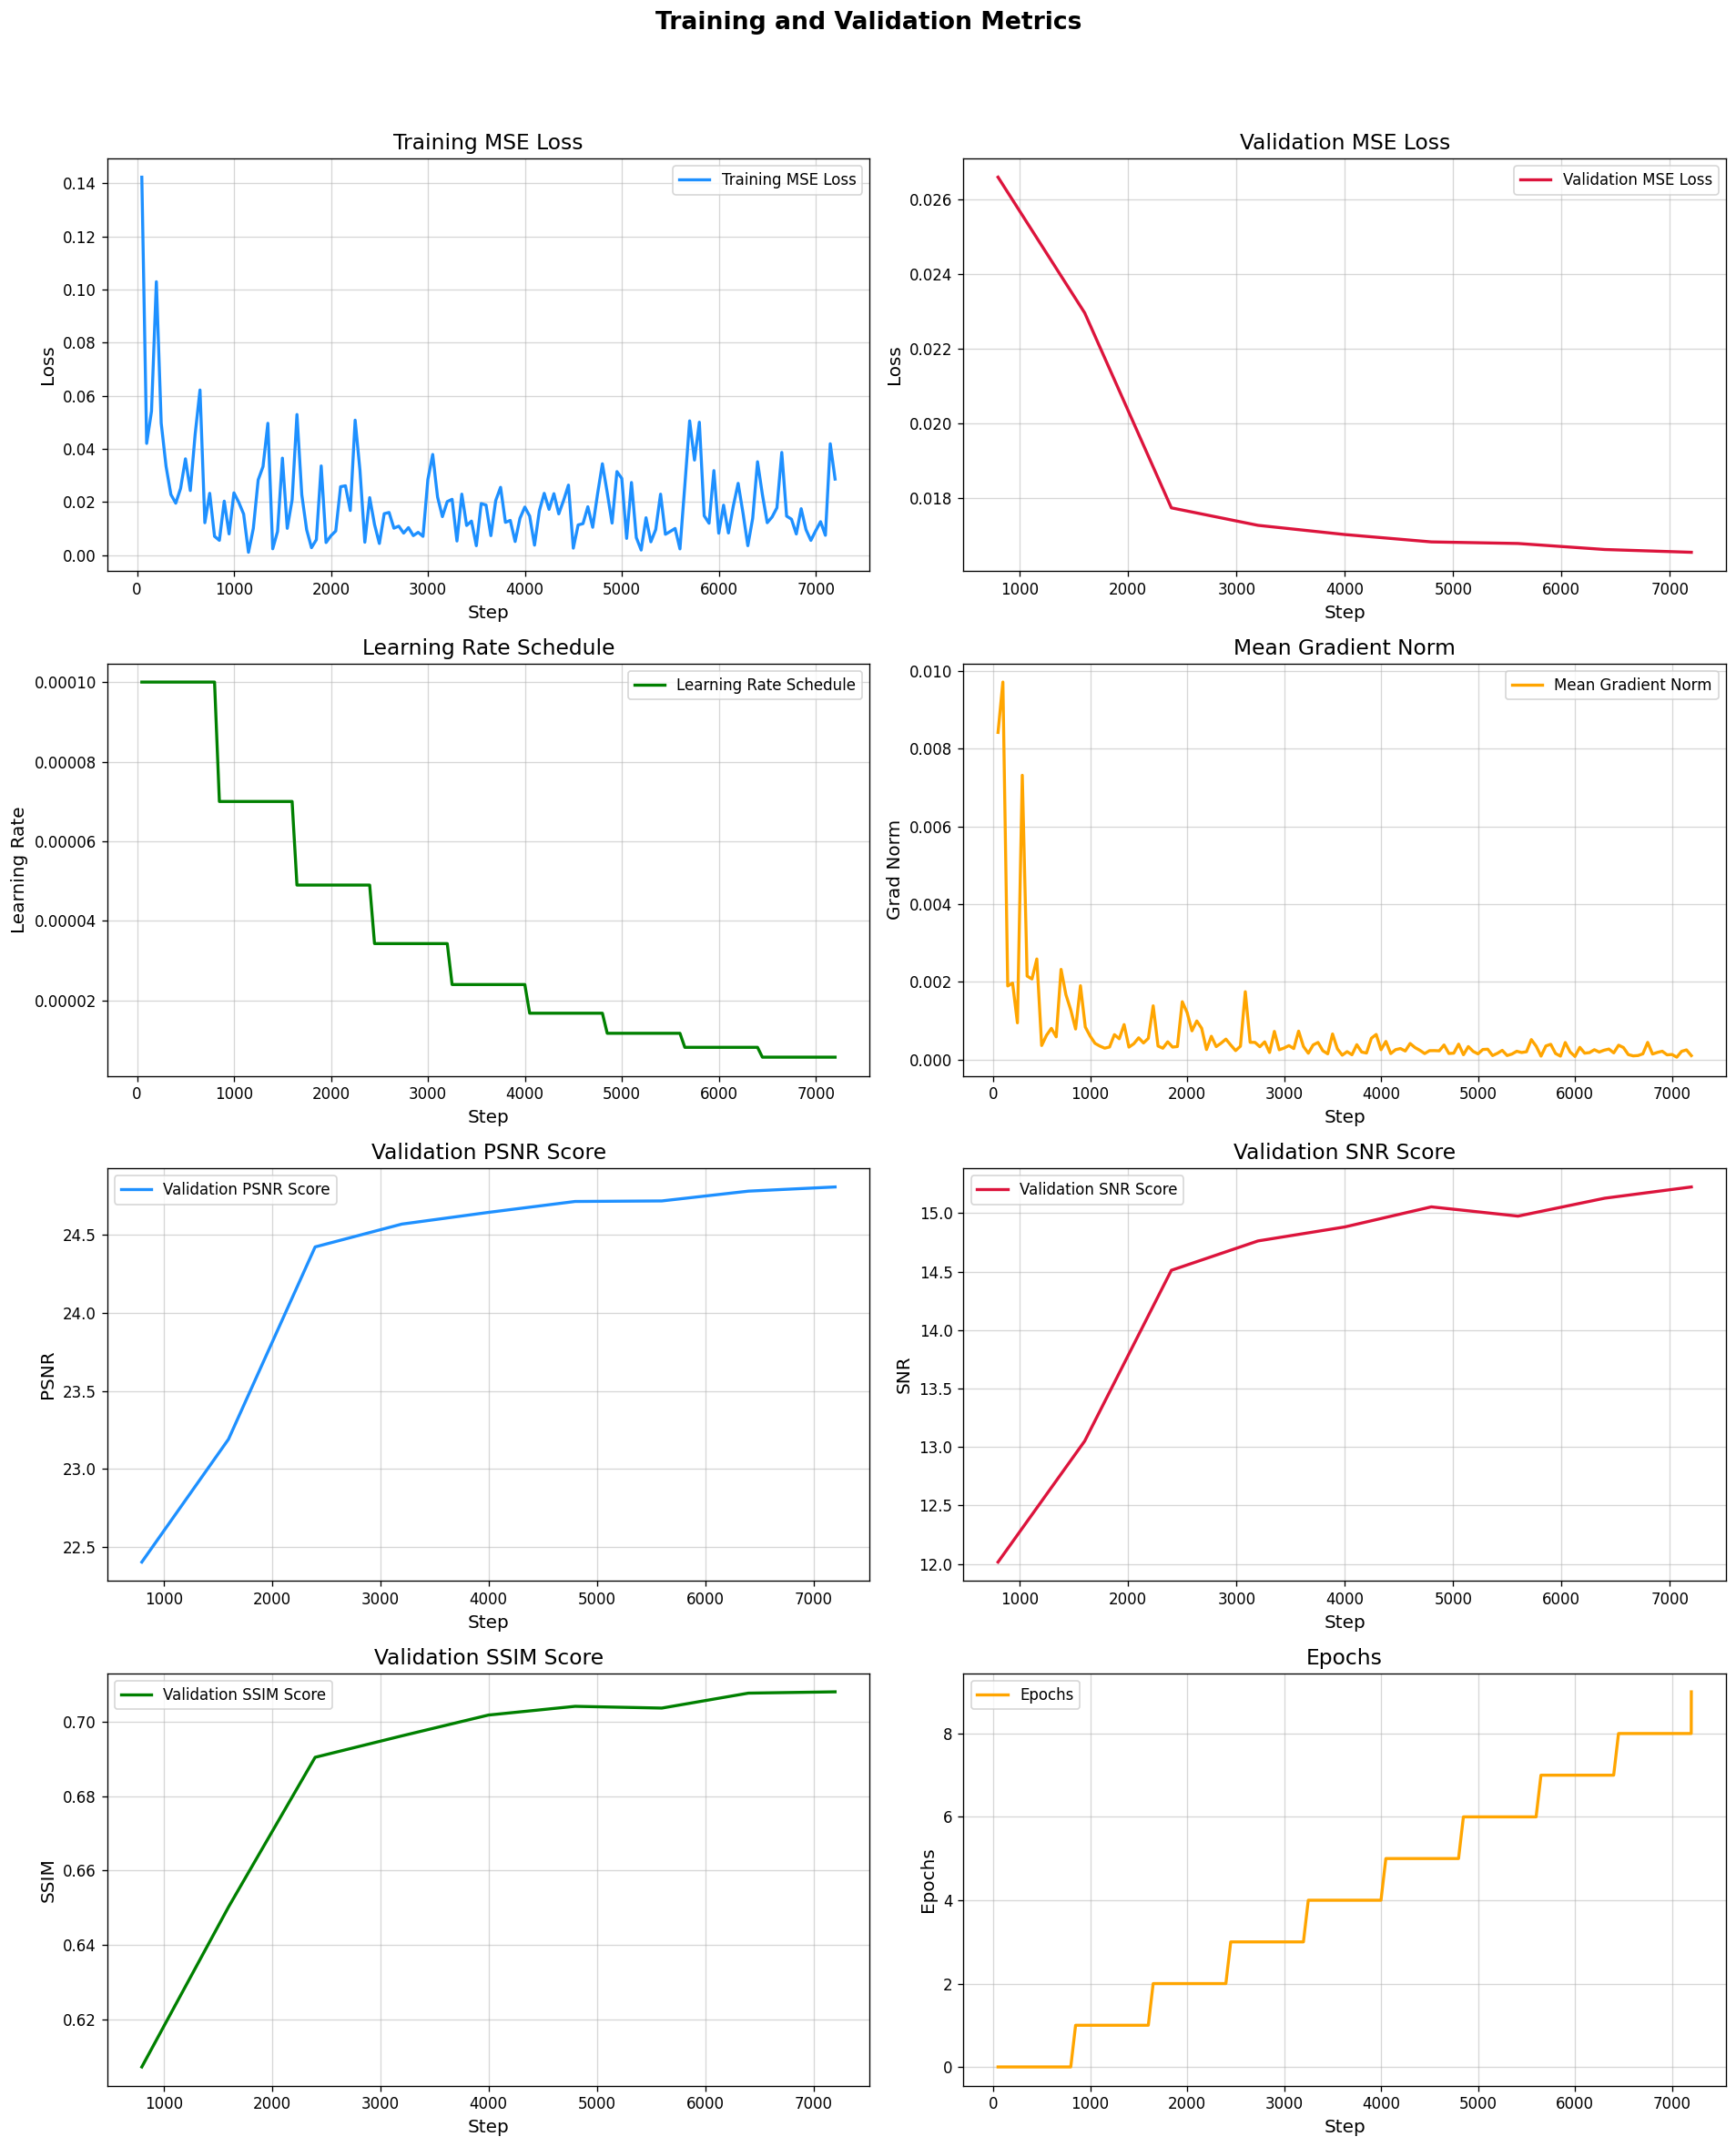 Training and Validation Metrics
Training MSE Loss
Training MSE Loss
Loss
0.14
0.12
0.10
0.08
0.06
0.04
0.02
0.00
0 1000 2000 3000 4000 5000 6000 7000
Step
Validation MSE Loss
Validation MSE Loss
Loss
0.026
0.024
0.022
0.020
0.018
1000 2000 3000 4000 5000 6000 7000
Step
Learning Rate Schedule
Learning Rate Schedule
Learning Rate
0.00010
0.00008
0.00006
0.00004
0.00002
0 1000 2000 3000 4000 5000 6000 7000
Step
Mean Gradient Norm
Mean Gradient Norm
Grad Norm
0.010
0.008
0.006
0.004
0.002
0.000
0 1000 2000 3000 4000 5000 6000 7000
Step
Validation PSNR Score
Validation PSNR Score
PSNR
24.5
24.0
23.5
23.0
22.5
1000 2000 3000 4000 5000 6000 7000
Step
Validation SNR Score
Validation SNR Score
SNR
15.0
14.5
14.0
13.5
13.0
12.5
12.0
1000 2000 3000 4000 5000 6000 7000
Step
Validation SSIM Score
Validation SSIM Score
SSIM
0.70
0.68
0.66
0.64
0.62
1000 2000 3000 4000 5000 6000 7000
Step
Epochs
Epochs
Epochs
8
6
4
2
0
0 1000 2000 3000 4000 5000 6000 7000
Step